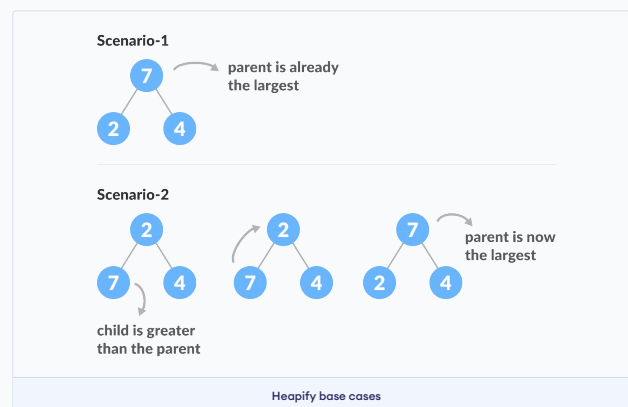 Scenario-1
7
parent is already
the largest
2 4
Scenario-2
2 2 7
parent is now
the largest
7 4 7 4 2 4
child is greater
than the parent
Heapify base cases